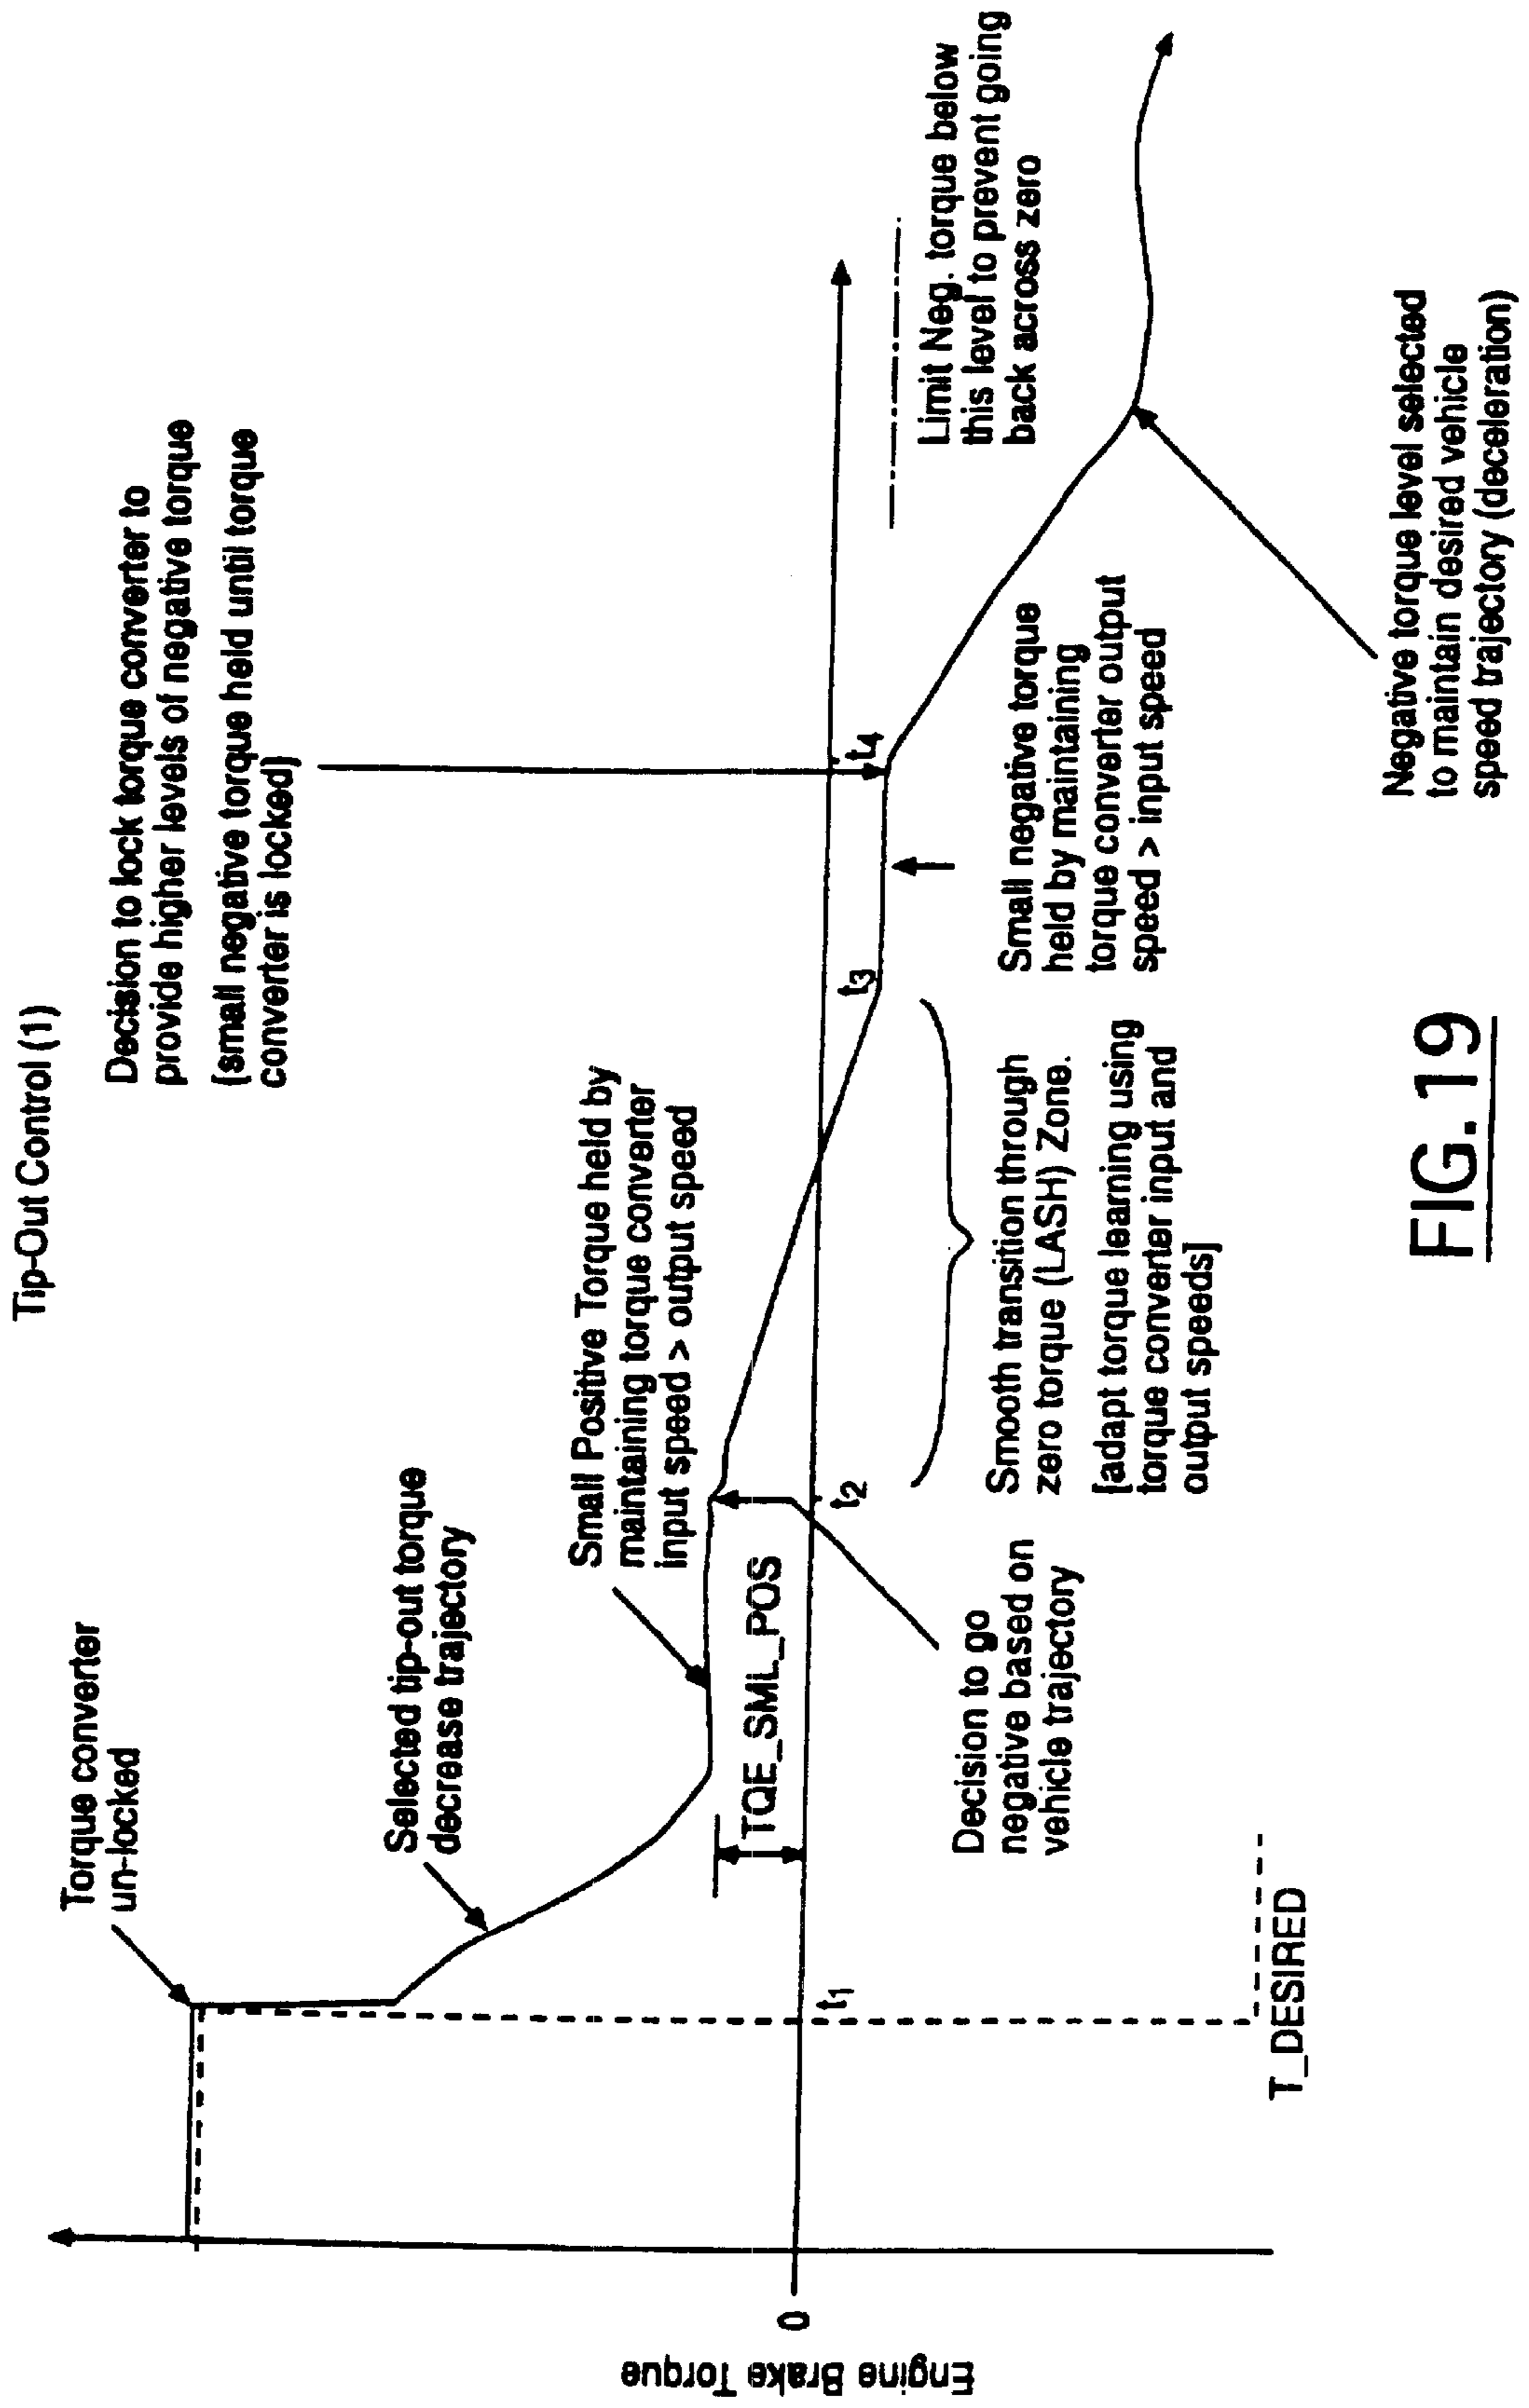 Tip-Out Control (1)
Torque converter
un-locked
Selected tip-out torque
decrease trajectory
Small Positive Torque held by
maintaining torque converter
input speed > output speed
Decision to lock torque converter to
provide higher levels of negative torque
[small negative torque held until torque
converter is locked]
Engine Brake Torque
0
TQE_SML_POS
t1
t2
t3
t4
T_DESIRED
Decision to go
negative based on
vehicle trajectory
Smooth transition through
zero torque (LASH) Zone.
[adapt torque learning using
torque converter input and
output speeds]
Small negative torque
held by maintaining
torque converter output
speed > input speed
Limit Neg. torque below
this level to prevent going
back across zero
Negative torque level selected
to maintain desired vehicle
speed trajectory (deceleration)
FIG.19